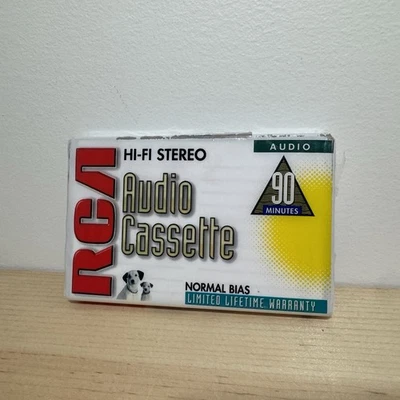 RCA
HI-FI STEREO
AUDIO
Audio
Cassette
90
MINUTES
NORMAL BIAS
LIMITED LIFETIME WARRANTY